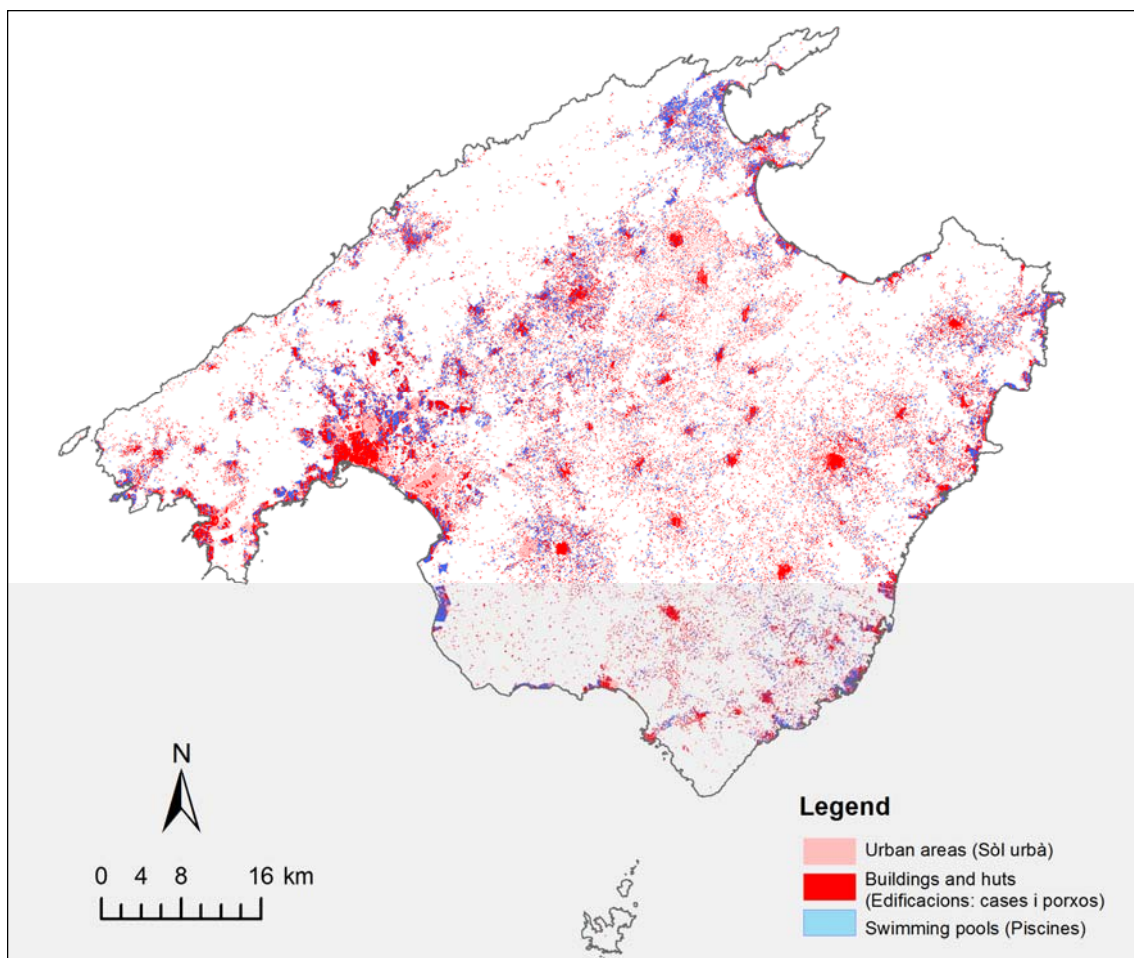 N
0 4 8 16 km
Legend
Urban areas (Sòl urbà)
Buildings and huts
(Edificacions: cases i porxos)
Swimming pools (Piscines)